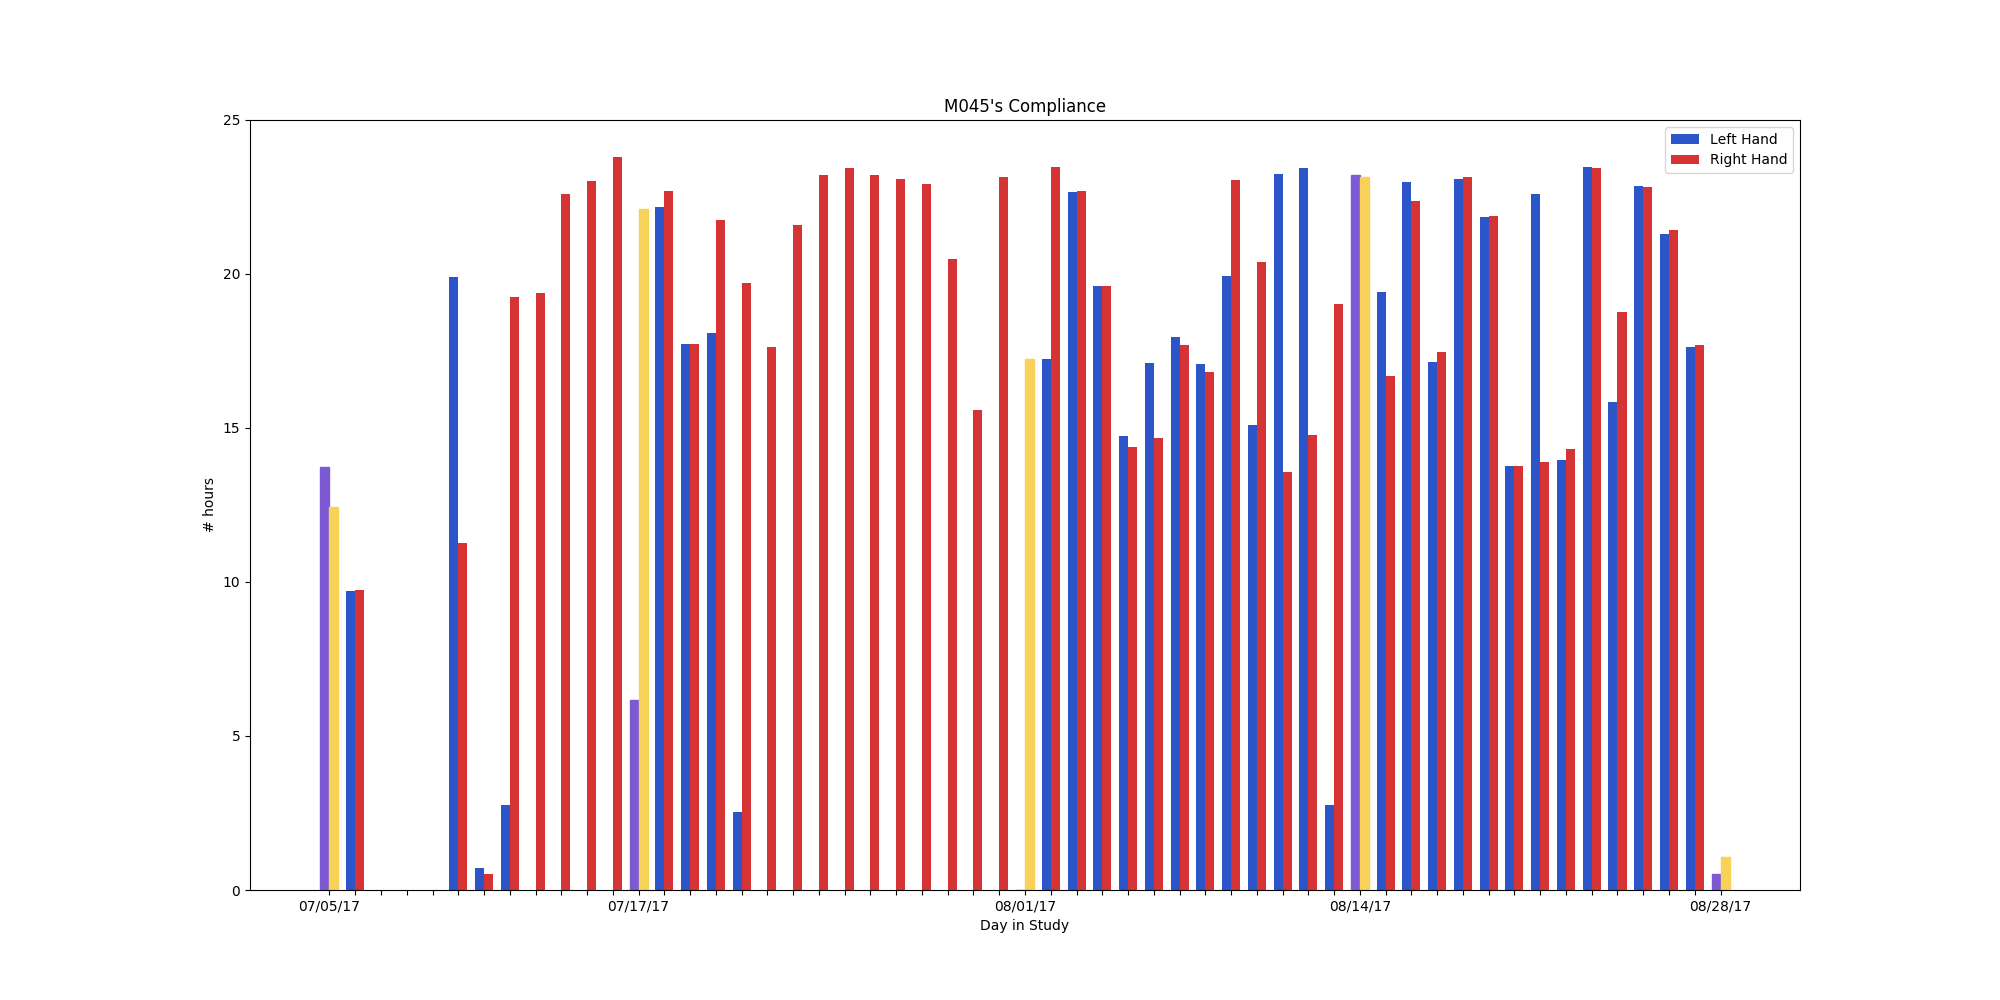 M045's Compliance
25
20
15
10
5
0
# hours
Left Hand
Right Hand
07/05/17 07/17/17 08/01/17 08/14/17 08/28/17
Day in Study